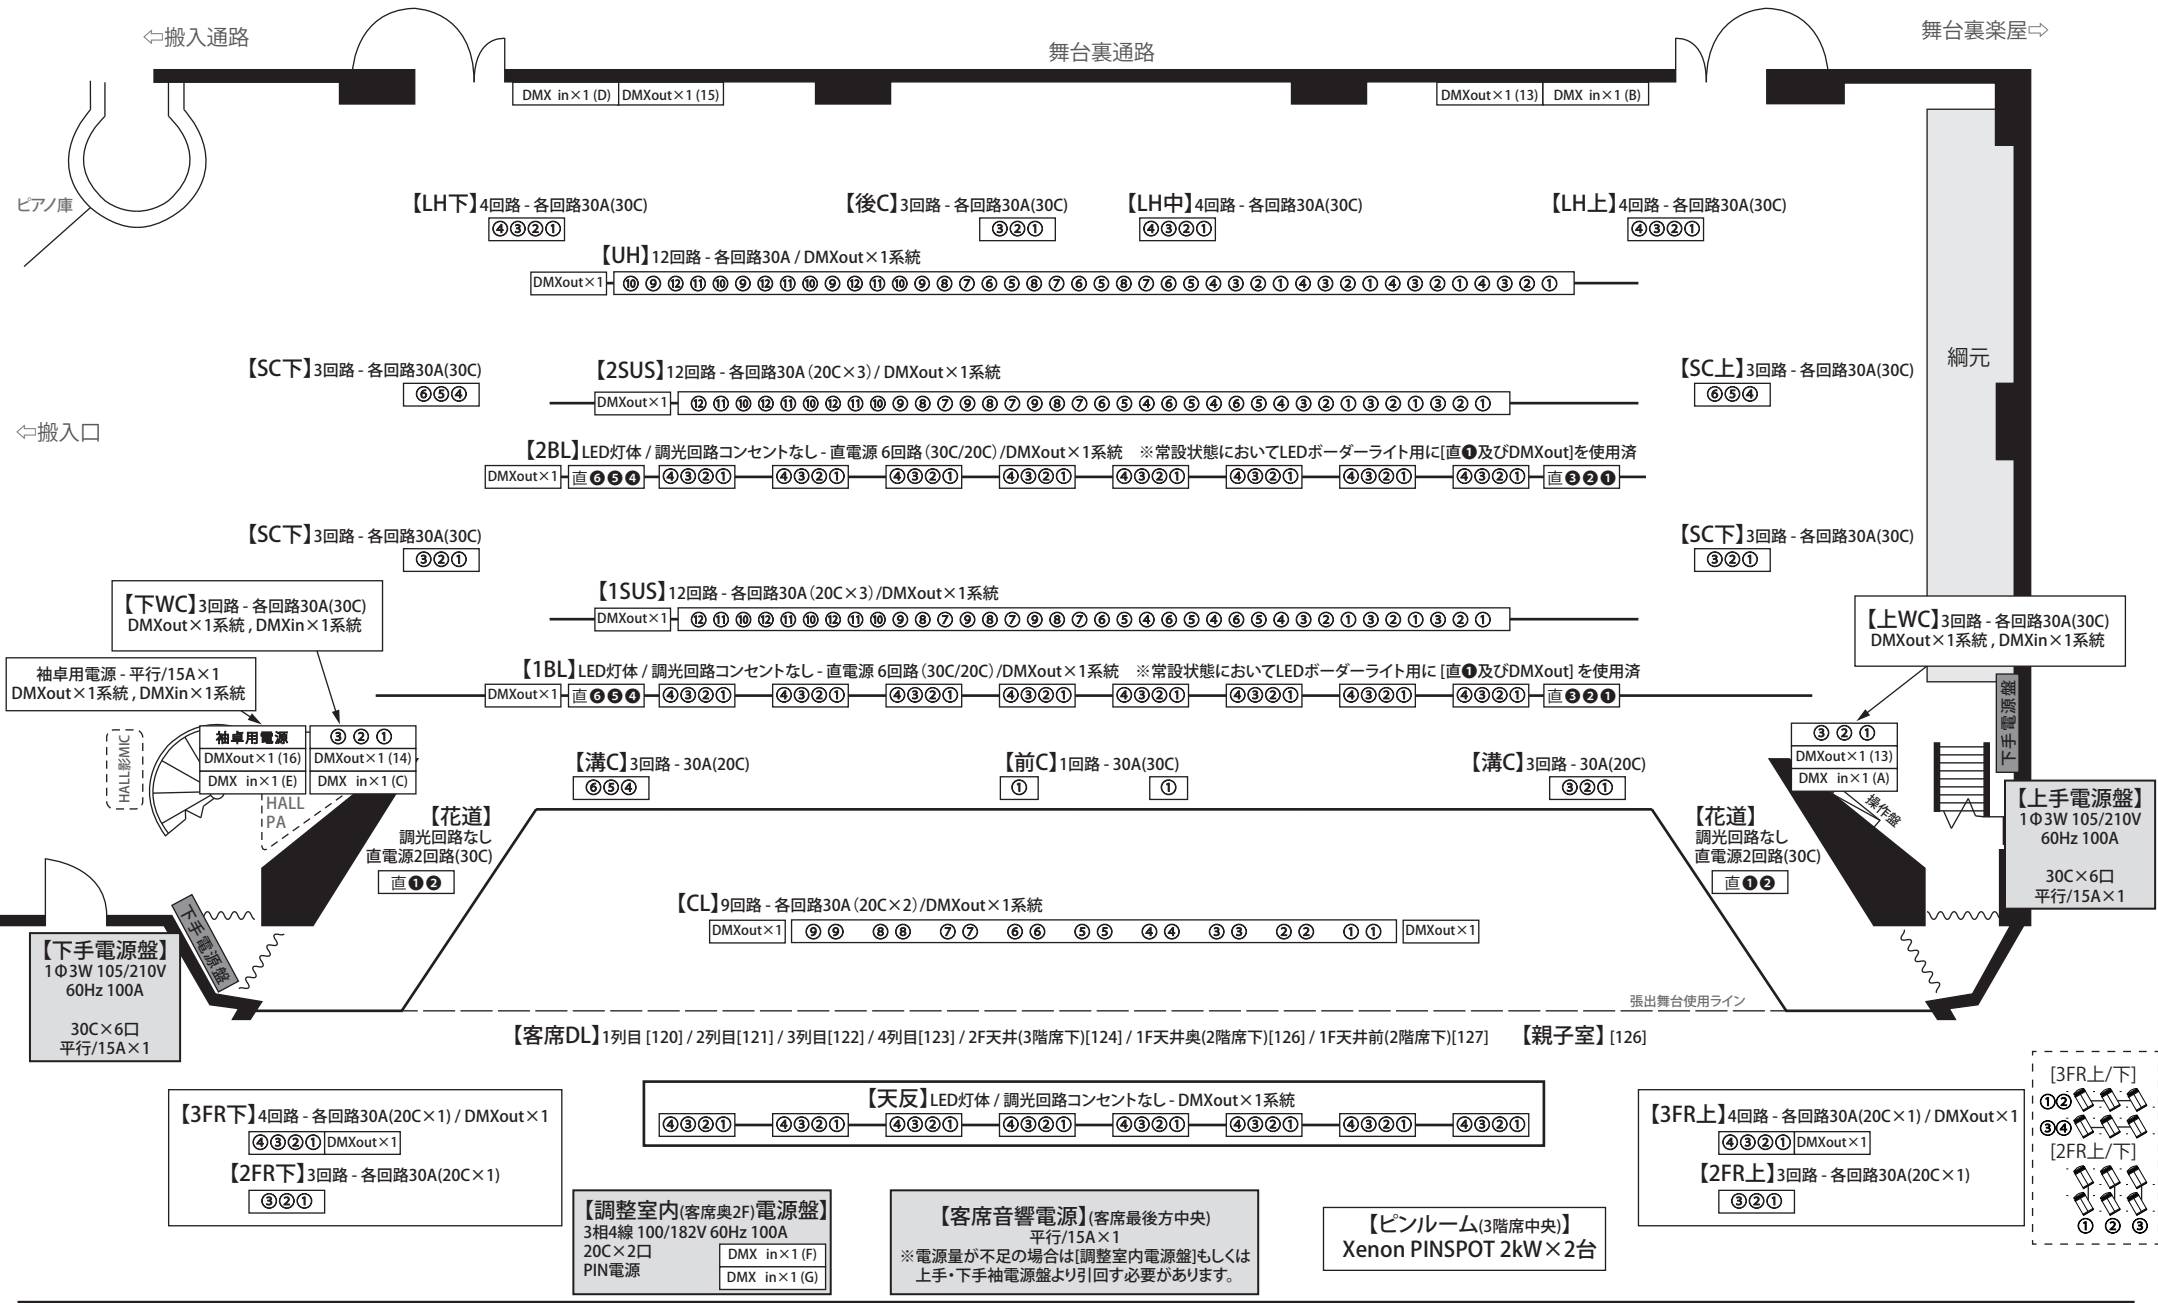 ⇦搬入通路
舞台裏通路
舞台裏楽屋⇨
DMX in×1 (D) DMXout×1 (15)
DMXout×1 (13) DMX in×1 (B)
ピアノ庫
【LH下】4回路 - 各回路30A(30C)
④③②①
【後C】3回路 - 各回路30A(30C)
③②①
【LH中】4回路 - 各回路30A(30C)
④③②①
【LH上】4回路 - 各回路30A(30C)
④③②①
【UH】12回路 - 各回路30A / DMXout×1系統
DMXout×1 ⑩⑨⑫⑪⑩⑨⑫⑪⑩⑨⑫⑪⑩⑨⑧⑦⑥⑤⑧⑦⑥⑤⑧⑦⑥⑤④③②①④③②①④③②①④③②①
綱元
【SC下】3回路 - 各回路30A(30C)
⑥⑤④
【2SUS】12回路 - 各回路30A（20C×3）/ DMXout×1系統
DMXout×1 ⑫⑪⑩⑫⑪⑩⑫⑪⑩⑨⑧⑦⑨⑧⑦⑨⑧⑦⑥⑤④⑥⑤④⑥⑤④③②①③②①③②①
【SC上】3回路 - 各回路30A(30C)
⑥⑤④
⇦搬入口
【2BL】LED灯体 / 調光回路コンセントなし - 直電源 6回路（30C/20C）/DMXout×1系統 ※常設状態においてLEDボーダーライト用に[直❶及びDMXout]を使用済
DMXout×1 直❻❺❹ ④③②① ④③②① ④③②① ④③②① ④③②① ④③②① ④③②① ④③②① 直❸❷❶
【SC下】3回路 - 各回路30A(30C)
③②①
【SC下】3回路 - 各回路30A(30C)
③②①
【1SUS】12回路 - 各回路30A（20C×3）/DMXout×1系統
DMXout×1 ⑫⑪⑩⑫⑪⑩⑫⑪⑩⑨⑧⑦⑨⑧⑦⑨⑧⑦⑥⑤④⑥⑤④⑥⑤④③②①③②①③②①
【下WC】3回路 - 各回路30A(30C)
DMXout×1系統 , DMXin×1系統
【上WC】3回路 - 各回路30A(30C)
DMXout×1系統 , DMXin×1系統
袖卓用電源 - 平行/15A×1
DMXout×1系統 , DMXin×1系統
【1BL】LED灯体 / 調光回路コンセントなし - 直電源 6回路（30C/20C）/DMXout×1系統 ※常設状態においてLEDボーダーライト用に [直❶及びDMXout] を使用済
DMXout×1 直❻❺❹ ④③②① ④③②① ④③②① ④③②① ④③②① ④③②① ④③②① ④③②① 直❸❷❶
HALL影MIC
袖卓用電源
DMXout×1 (16)
DMX in×1 (E)
③ ② ①
DMXout×1 (14)
DMX in×1 (C)
HALL
PA
③ ② ①
DMXout×1 (13)
DMX in×1 (A)
操作盤
下手電源盤
【溝C】3回路 - 30A(20C)
⑥⑤④
【前C】1回路 - 30A(30C)
① ①
【溝C】3回路 - 30A(20C)
③②①
【花道】
調光回路なし
直電源2回路(30C)
直❶❷
【花道】
調光回路なし
直電源2回路(30C)
直❶❷
【上手電源盤】
1Φ3W 105/210V
60Hz 100A
30C×6口
平行/15A×1
【CL】9回路 - 各回路30A（20C×2）/DMXout×1系統
DMXout×1 ⑨⑨ ⑧⑧ ⑦⑦ ⑥⑥ ⑤⑤ ④④ ③③ ②② ①① DMXout×1
下手電源盤
【下手電源盤】
1Φ3W 105/210V
60Hz 100A
30C×6口
平行/15A×1
張出舞台使用ライン
【客席DL】1列目 [120] / 2列目[121] / 3列目[122] / 4列目[123] / 2F天井(3階席下)[124] / 1F天井奥(2階席下)[126] / 1F天井前(2階席下)[127] 【親子室】[126]
【3FR下】4回路 - 各回路30A(20C×1) / DMXout×1
④③②① DMXout×1
【2FR下】3回路 - 各回路30A(20C×1)
③②①
【天反】LED灯体 / 調光回路コンセントなし - DMXout×1系統
④③②① ④③②① ④③②① ④③②① ④③②① ④③②① ④③②① ④③②①
【3FR上】4回路 - 各回路30A(20C×1) / DMXout×1
④③②① DMXout×1
【2FR上】3回路 - 各回路30A(20C×1)
③②①
[3FR上/下]
①②
③④
[2FR上/下]
① ② ③
【調整室内(客席奥2F)電源盤】
3相4線 100/182V 60Hz 100A
20C×2口
PIN電源
DMX in×1 (F)
DMX in×1 (G)
【客席音響電源】(客席最後方中央)
平行/15A×1
※電源量が不足の場合は[調整室内電源盤]もしくは
上手・下手袖電源盤より引回す必要があります。
【ピンルーム(3階席中央)】
Xenon PINSPOT 2kW×2台